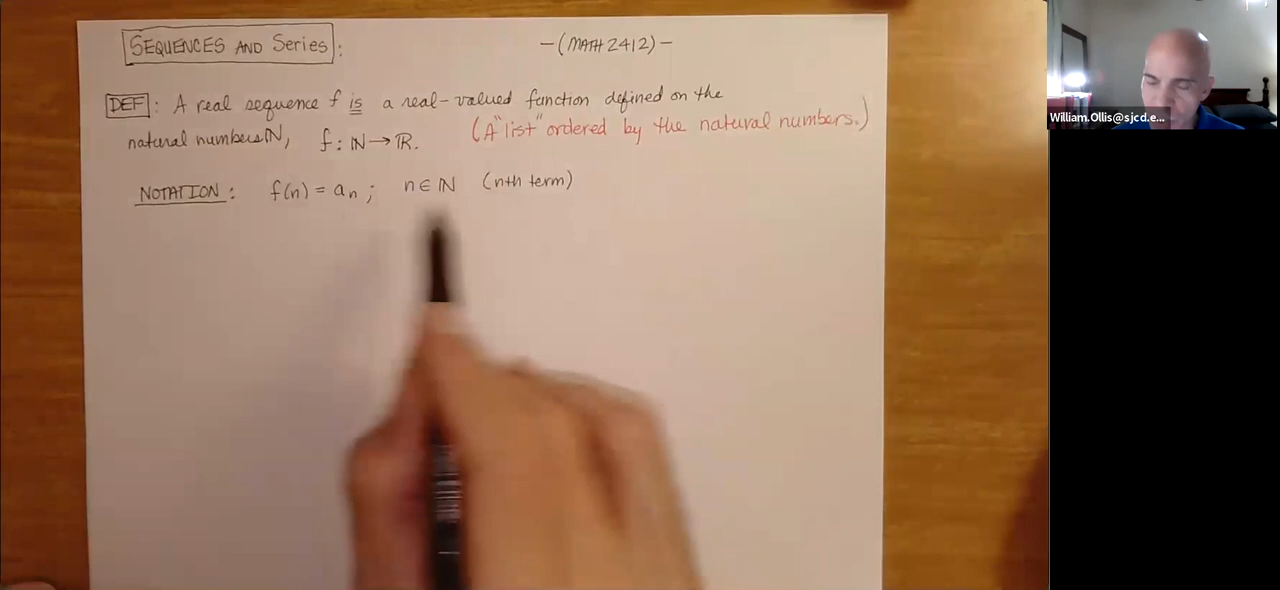 SEQUENCES AND Series:
-(MATH 2412)-
DEF: A real sequence f is a real-valued function defined on the
natural numbers ℕ, f: ℕ→ℝ. (A "list" ordered by the natural numbers.)
NOTATION: f(n) = aₙ; n∈ℕ (nth term)
William.Ollis@sjcd.e...